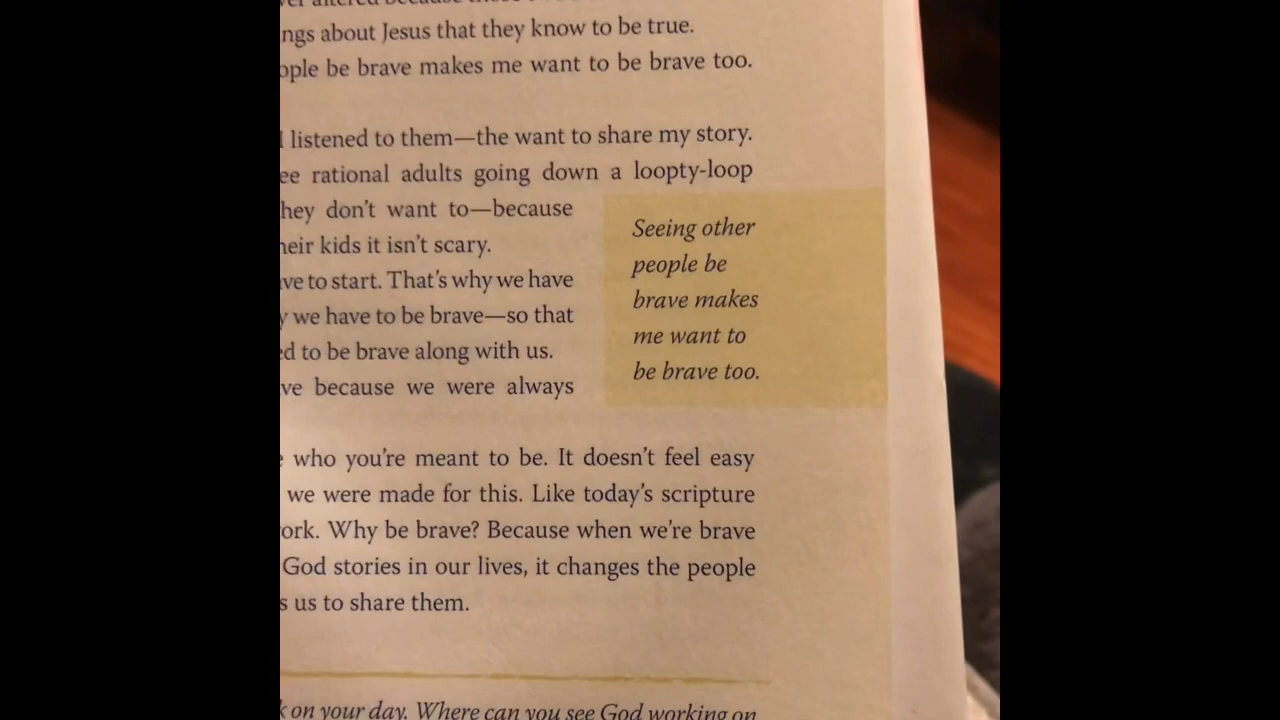 ngs about Jesus that they know to be true.
ople be brave makes me want to be brave too.
listened to them—the want to share my story.
ee rational adults going down a loopty-loop
hey don't want to—because
heir kids it isn't scary.
ve to start. That's why we have
y we have to be brave—so that
ed to be brave along with us.
ve because we were always
Seeing other
people be
brave makes
me want to
be brave too.
who you're meant to be. It doesn't feel easy
we were made for this. Like today's scripture
ork. Why be brave? Because when we're brave
God stories in our lives, it changes the people
s us to share them.
k on your day. Where can you see God working on